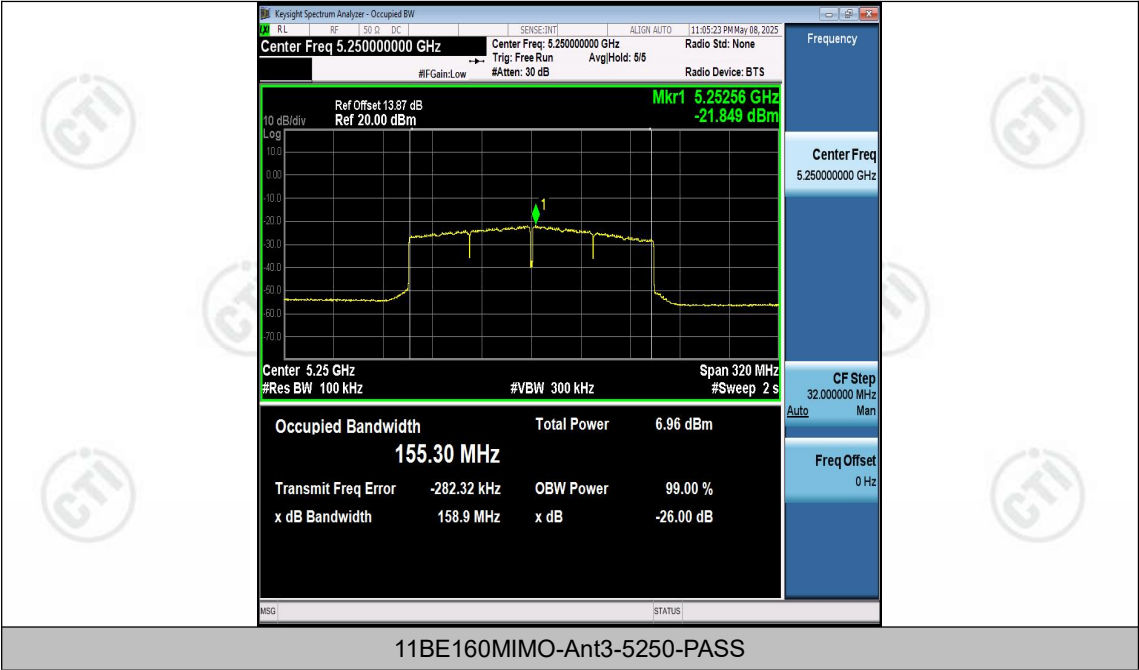 Keysight Spectrum Analyzer - Occupied BW
RL RF 50 Ω DC SENSE:INT ALIGN AUTO 11:05:23 PM May 08, 2025
Center Freq 5.250000000 GHz
Center Freq: 5.250000000 GHz Radio Std: None
Trig: Free Run Avg|Hold: 5/5
#IFGain:Low #Atten: 30 dB Radio Device: BTS
Frequency
Mkr1 5.25256 GHz
-21.849 dBm
Ref Offset 13.87 dB
10 dB/div Ref 20.00 dBm
Log
10.0
0.00
-10.0
-20.0
-30.0
-40.0
-50.0
-60.0
-70.0
1
Center 5.25 GHz Span 320 MHz
#Res BW 100 kHz #VBW 300 kHz #Sweep 2 s
Center Freq
5.250000000 GHz
CF Step
32.000000 MHz
Auto Man
Freq Offset
0 Hz
Occupied Bandwidth Total Power 6.96 dBm
155.30 MHz
Transmit Freq Error -282.32 kHz OBW Power 99.00 %
x dB Bandwidth 158.9 MHz x dB -26.00 dB
MSG STATUS
11BE160MIMO-Ant3-5250-PASS
CTI
CTI
CTI
CTI
CTI
CTI